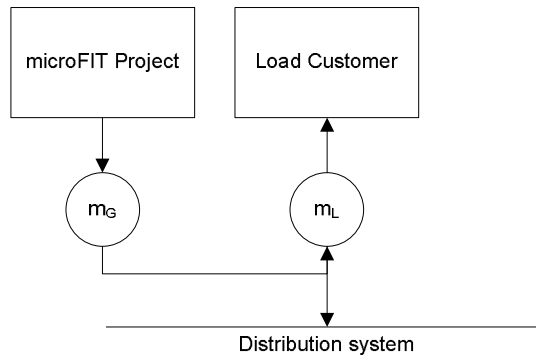 microFIT Project
Load Customer
mG
mL
Distribution system